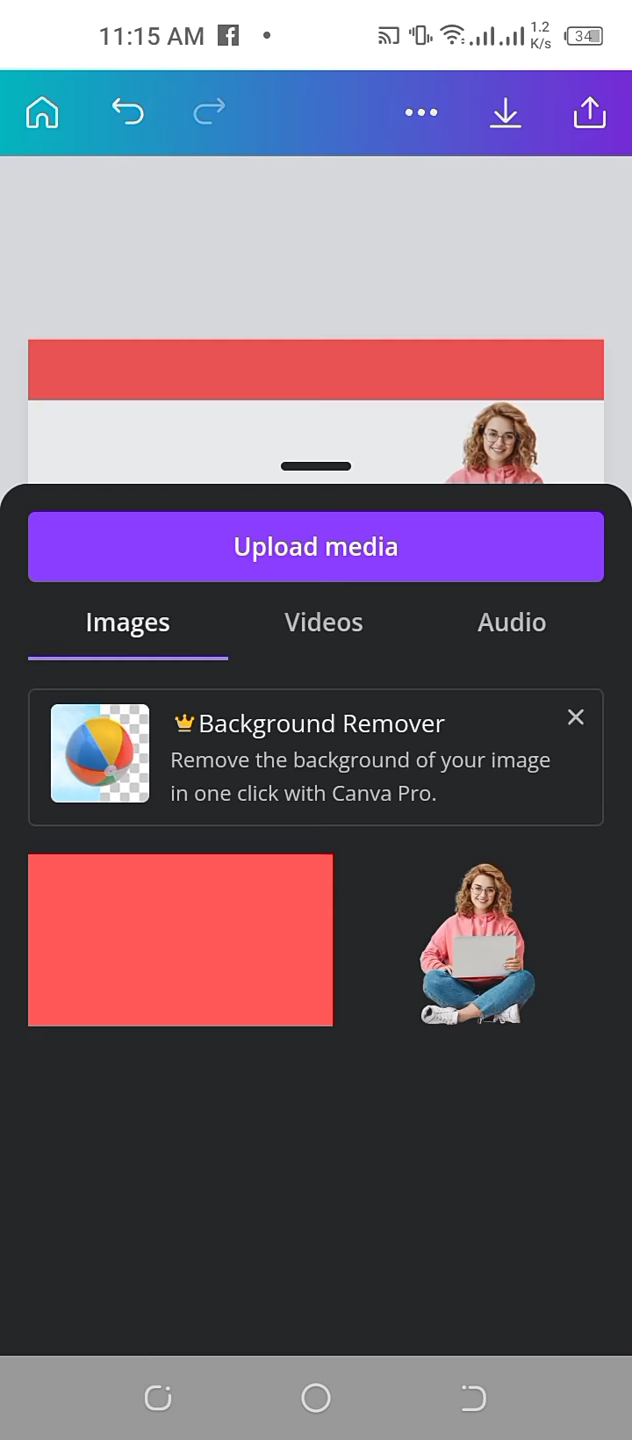 11:15 AM
1.2
K/s
34
Upload media
Images Videos Audio
Background Remover
Remove the background of your image
in one click with Canva Pro.